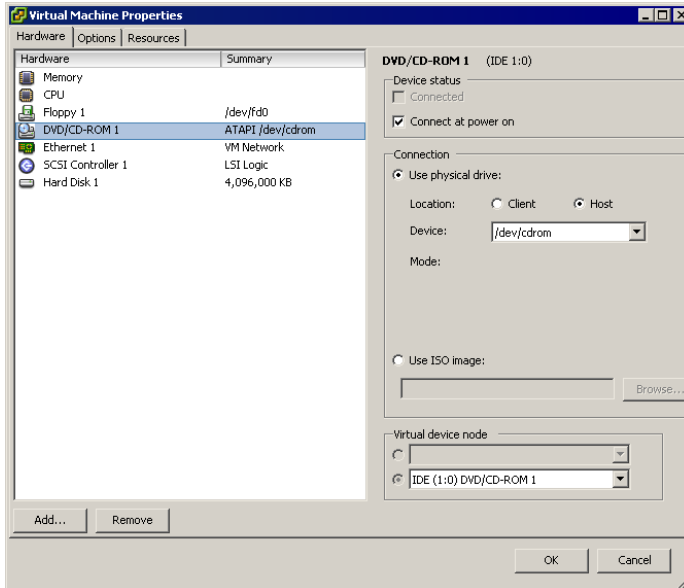 Virtual Machine Properties
Hardware Options Resources
Hardware Summary
Memory
CPU
Floppy 1 /dev/fd0
DVD/CD-ROM 1 ATAPI /dev/cdrom
Ethernet 1 VM Network
SCSI Controller 1 LSI Logic
Hard Disk 1 4,096,000 KB
Add... Remove
DVD/CD-ROM 1 (IDE 1:0)
Device status
Connected
Connect at power on
Connection
Use physical drive:
Location: Client Host
Device: /dev/cdrom
Mode:
Use ISO image:
Browse...
Virtual device node
IDE (1:0) DVD/CD-ROM 1
OK Cancel